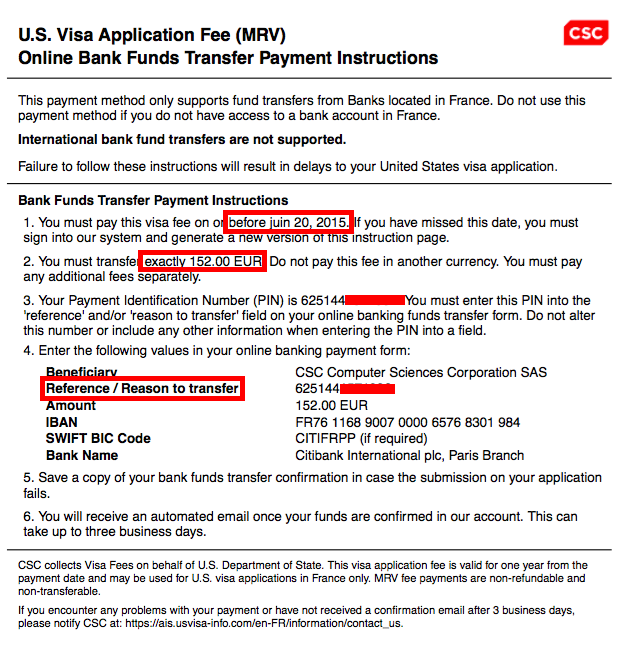 U.S. Visa Application Fee (MRV)
CSC
Online Bank Funds Transfer Payment Instructions
This payment method only supports fund transfers from Banks located in France. Do not use this
payment method if you do not have access to a bank account in France.
International bank fund transfers are not supported.
Failure to follow these instructions will result in delays to your United States visa application.
Bank Funds Transfer Payment Instructions
1. You must pay this visa fee on or before juin 20, 2015. If you have missed this date, you must
sign into our system and generate a new version of this instruction page.
2. You must transfer exactly 152.00 EUR. Do not pay this fee in another currency. You must pay
any additional fees separately.
3. Your Payment Identification Number (PIN) is 625144 You must enter this PIN into the
'reference' and/or 'reason to transfer' field on your online banking funds transfer form. Do not alter
this number or include any other information when entering the PIN into a field.
4. Enter the following values in your online banking payment form:
Beneficiary CSC Computer Sciences Corporation SAS
Reference / Reason to transfer 625144
Amount 152.00 EUR
IBAN FR76 1168 9007 0000 6576 8301 984
SWIFT BIC Code CITIFRPP (if required)
Bank Name Citibank International plc, Paris Branch
5. Save a copy of your bank funds transfer confirmation in case the submission on your application
fails.
6. You will receive an automated email once your funds are confirmed in our account. This can
take up to three business days.
CSC collects Visa Fees on behalf of U.S. Department of State. This visa application fee is valid for one year from the
payment date and may be used for U.S. visa applications in France only. MRV fee payments are non-refundable and
non-transferable.
If you encounter any problems with your payment or have not received a confirmation email after 3 business days,
please notify CSC at: https://ais.usvisa-info.com/en-FR/information/contact_us.